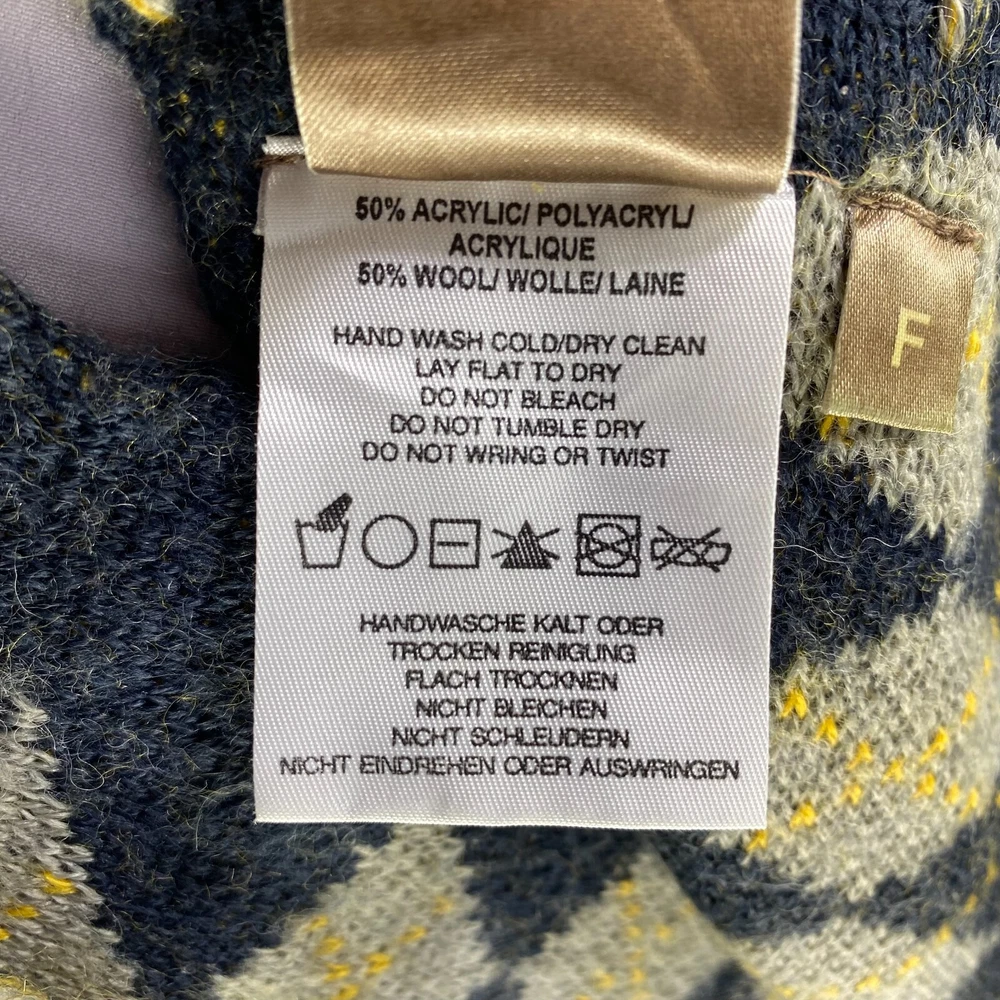 50% ACRYLIC/ POLYACRYL/
ACRYLIQUE
50% WOOL/ WOLLE/ LAINE
HAND WASH COLD/DRY CLEAN
LAY FLAT TO DRY
DO NOT BLEACH
DO NOT TUMBLE DRY
DO NOT WRING OR TWIST
HANDWASCHE KALT ODER
TROCKEN REINIGUNG
FLACH TROCKNEN
NICHT BLEICHEN
NICHT SCHLEUDERN
NICHT EINDREHEN ODER AUSWRINGEN
F